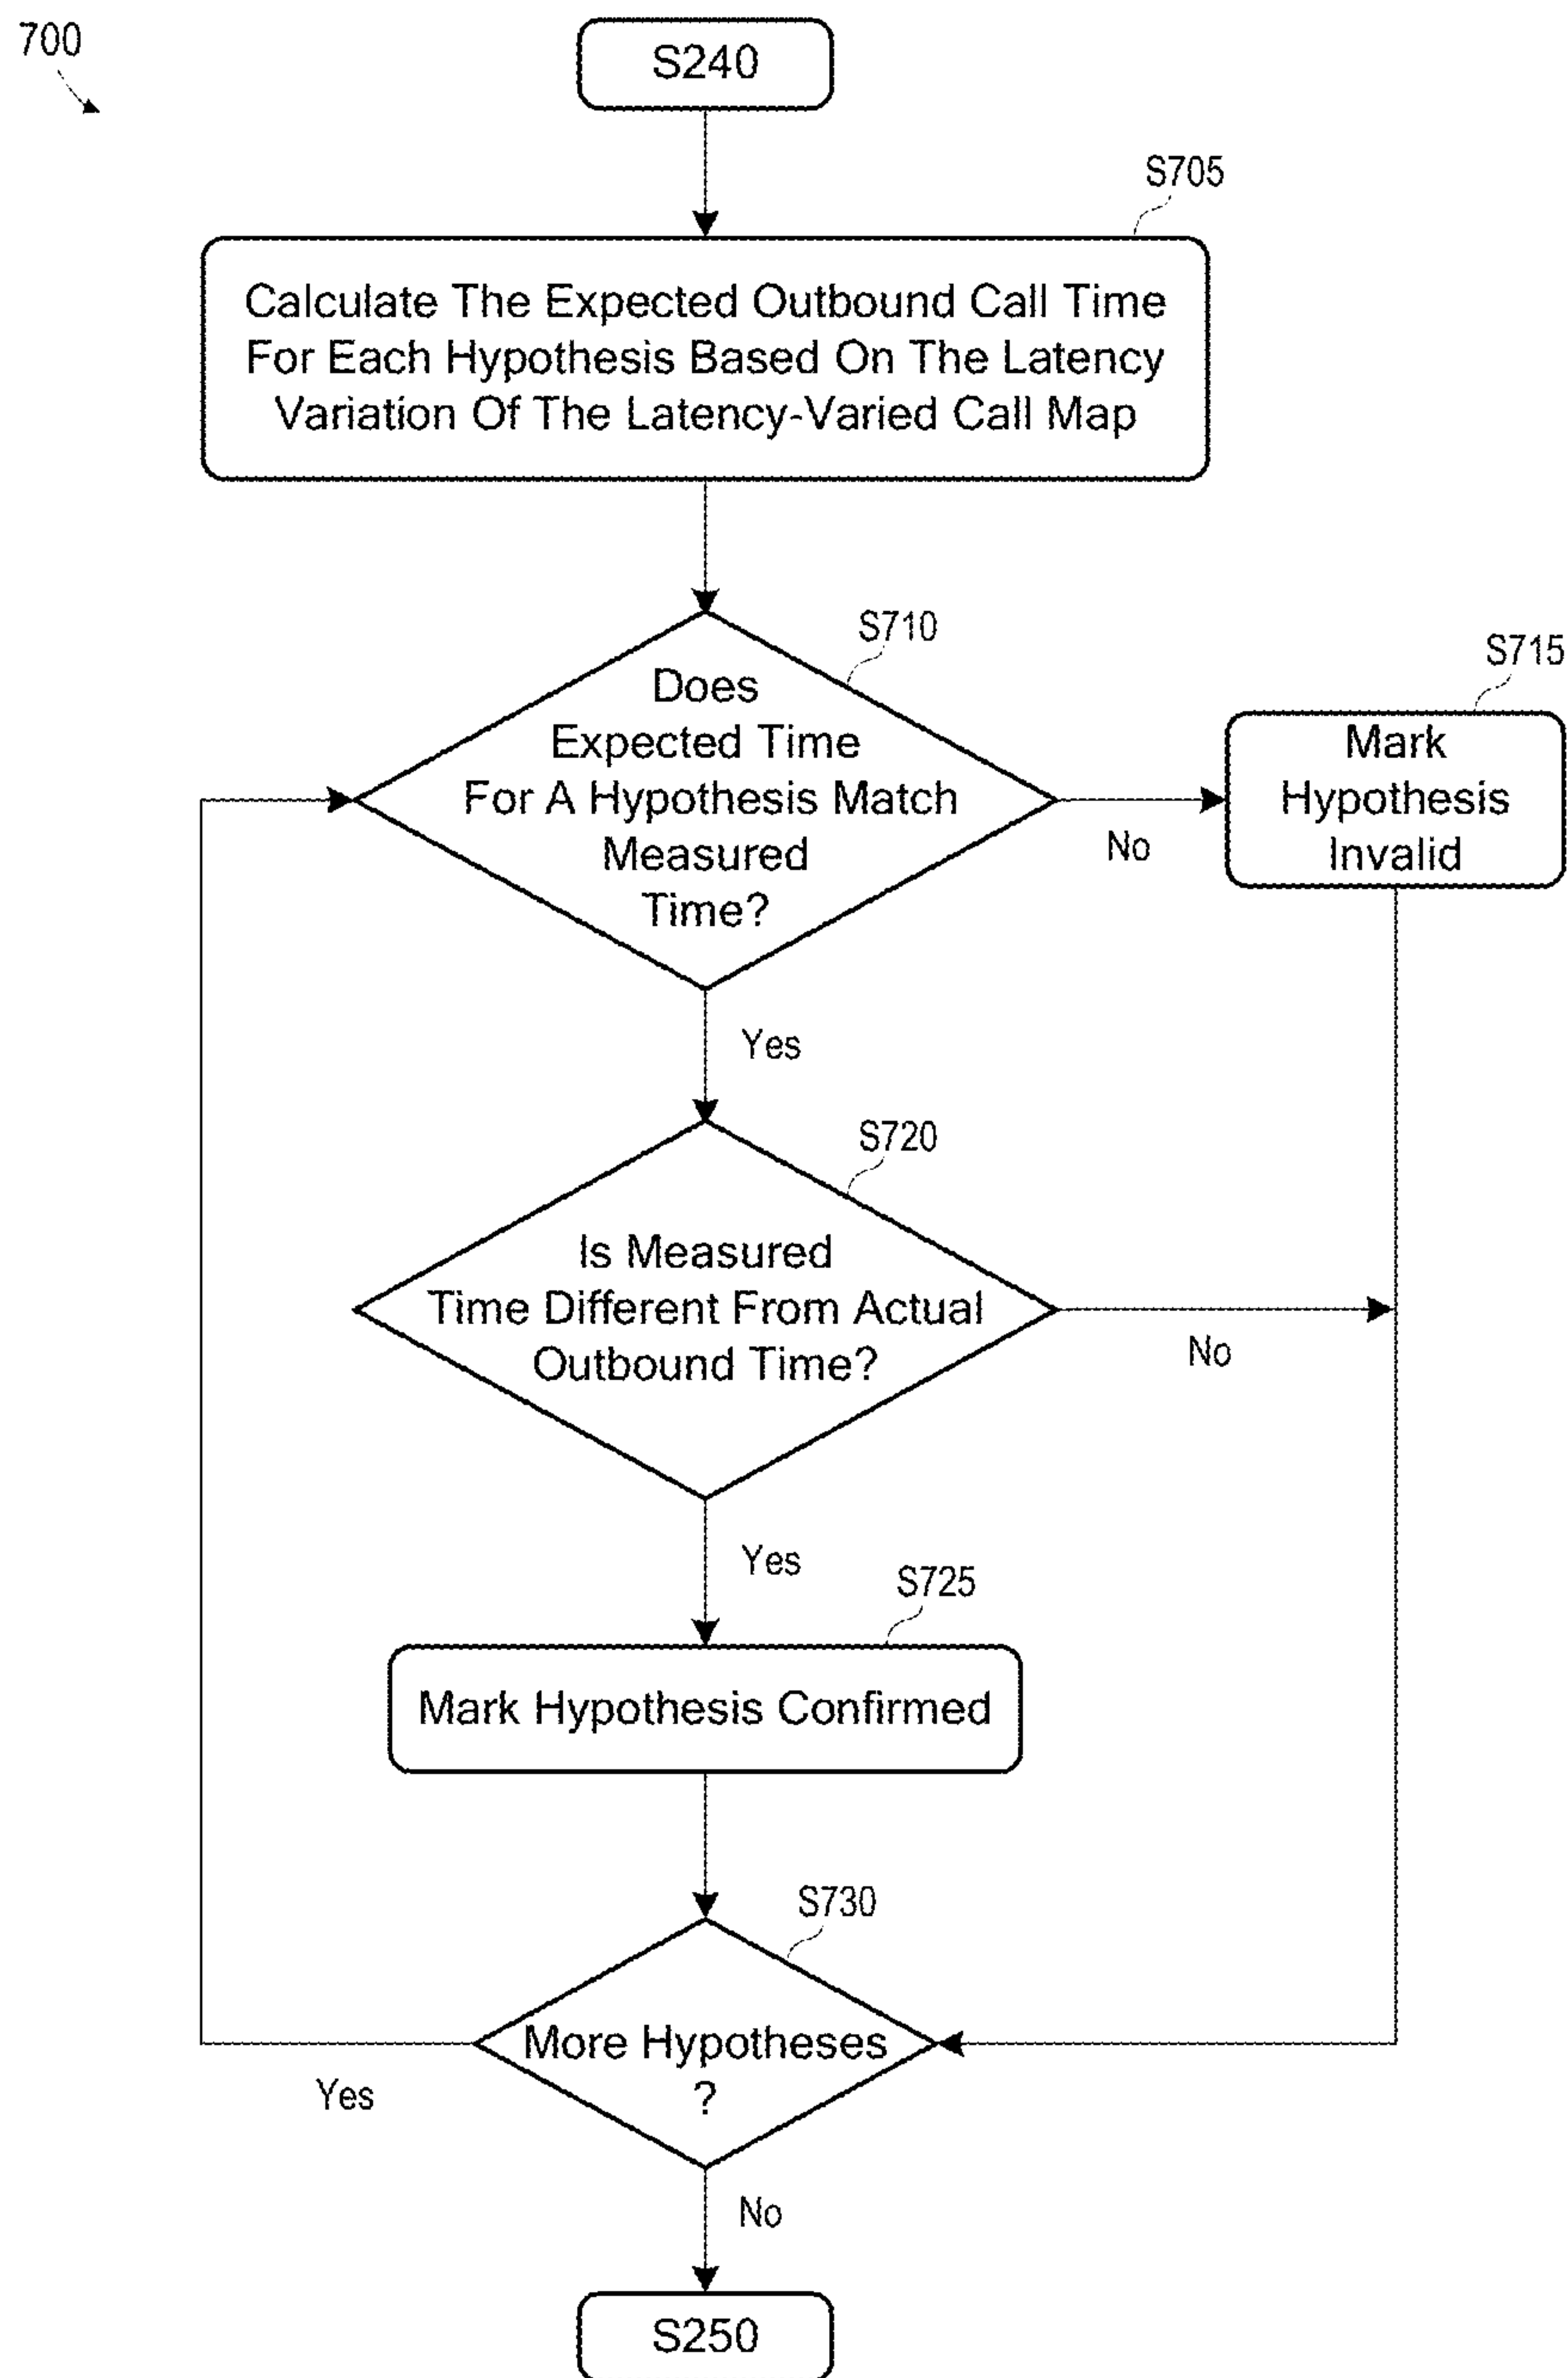 700
S240
S705
Calculate The Expected Outbound Call Time
For Each Hypothesis Based On The Latency
Variation Of The Latency-Varied Call Map
S710
Does
Expected Time
For A Hypothesis Match
Measured
Time?
No
S715
Mark
Hypothesis
Invalid
Yes
S720
Is Measured
Time Different From Actual
Outbound Time?
No
Yes
S725
Mark Hypothesis Confirmed
S730
More Hypotheses
?
Yes
No
S250